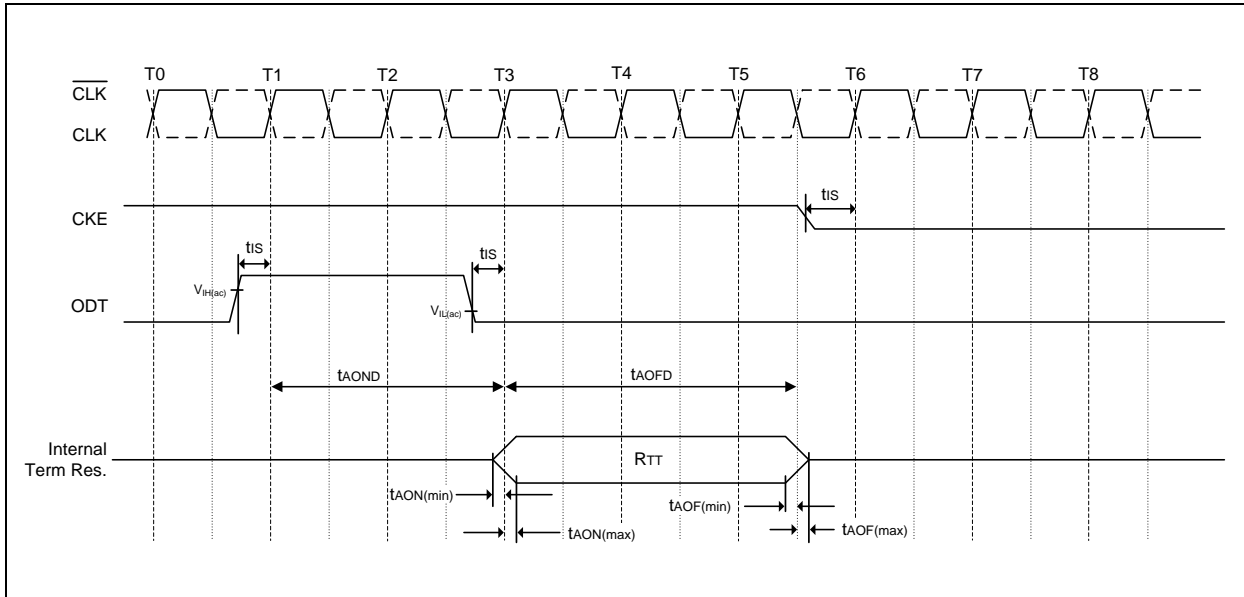 T0 T1 T2 T3 T4 T5 T6 T7 T8
CLK
CLK
CKE
tIS
tIS
tIS
VIH(ac)
ODT
VIL(ac)
tAOND
tAOFD
Internal
Term Res.
RTT
tAON(min)
tAOF(min)
tAON(max)
tAOF(max)